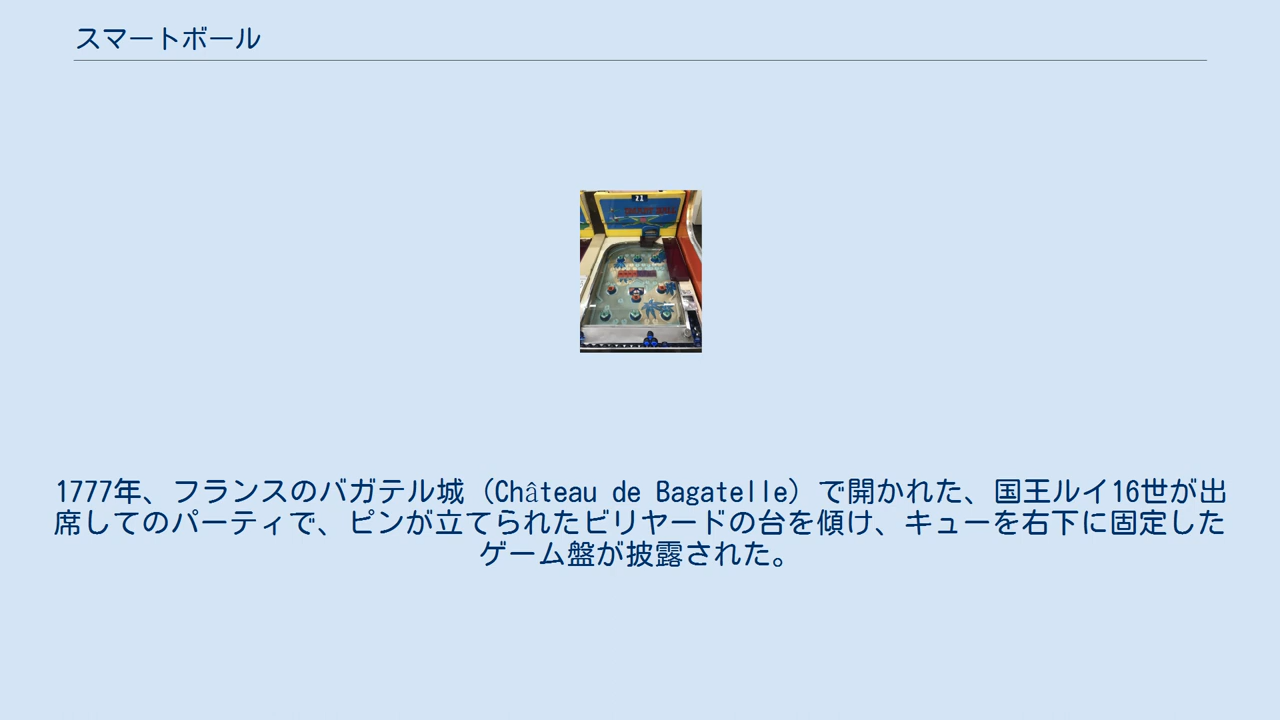 スマートボール
21
1777年、フランスのバガテル城（Château de Bagatelle）で開かれた、国王ルイ16世が出
席してのパーティで、ピンが立てられたビリヤードの台を傾け、キューを右下に固定した
ゲーム盤が披露された。